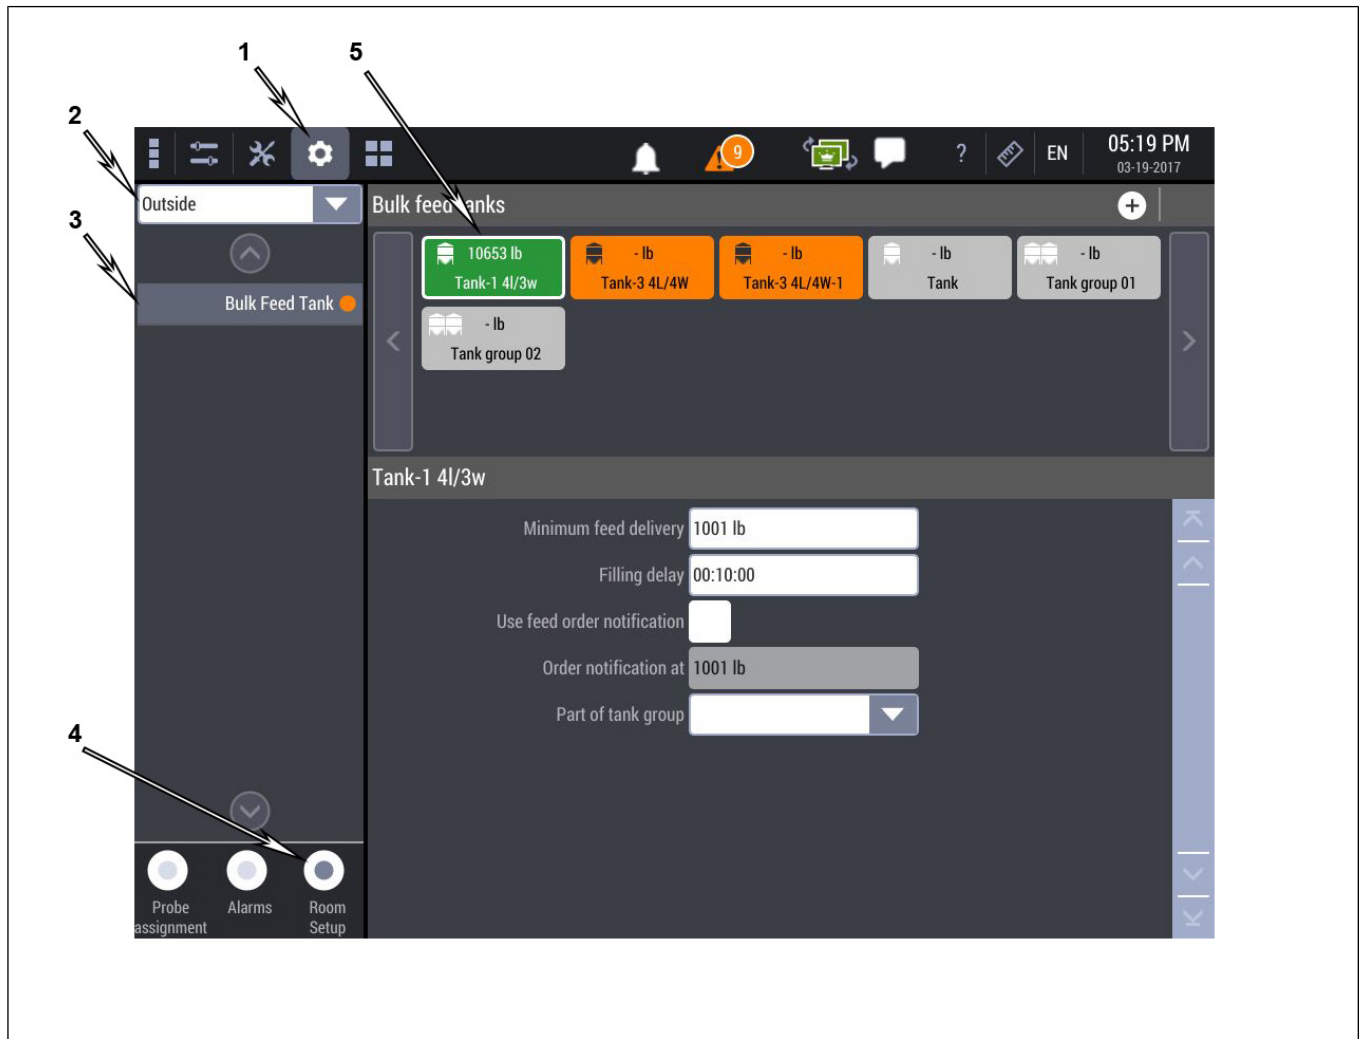 1
5
2
3
4
9
?
EN
05:19 PM
03-19-2017
Outside
Bulk feed tanks
+
10653 lb
Tank-1 4l/3w
- lb
Tank-3 4L/4W
- lb
Tank-3 4L/4W-1
- lb
Tank
- lb
Tank group 01
- lb
Tank group 02
Bulk Feed Tank
Tank-1 4l/3w
Minimum feed delivery 1001 lb
Filling delay 00:10:00
Use feed order notification
Order notification at 1001 lb
Part of tank group
Probe assignment
Alarms
Room Setup